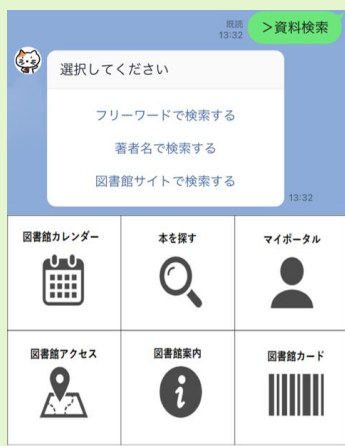 既読
13:32
>資料検索
選択してください
フリーワードで検索する
著者名で検索する
図書館サイトで検索する
13:32
図書館カレンダー
本を探す
マイポータル
図書館アクセス
図書館案内
図書館カード